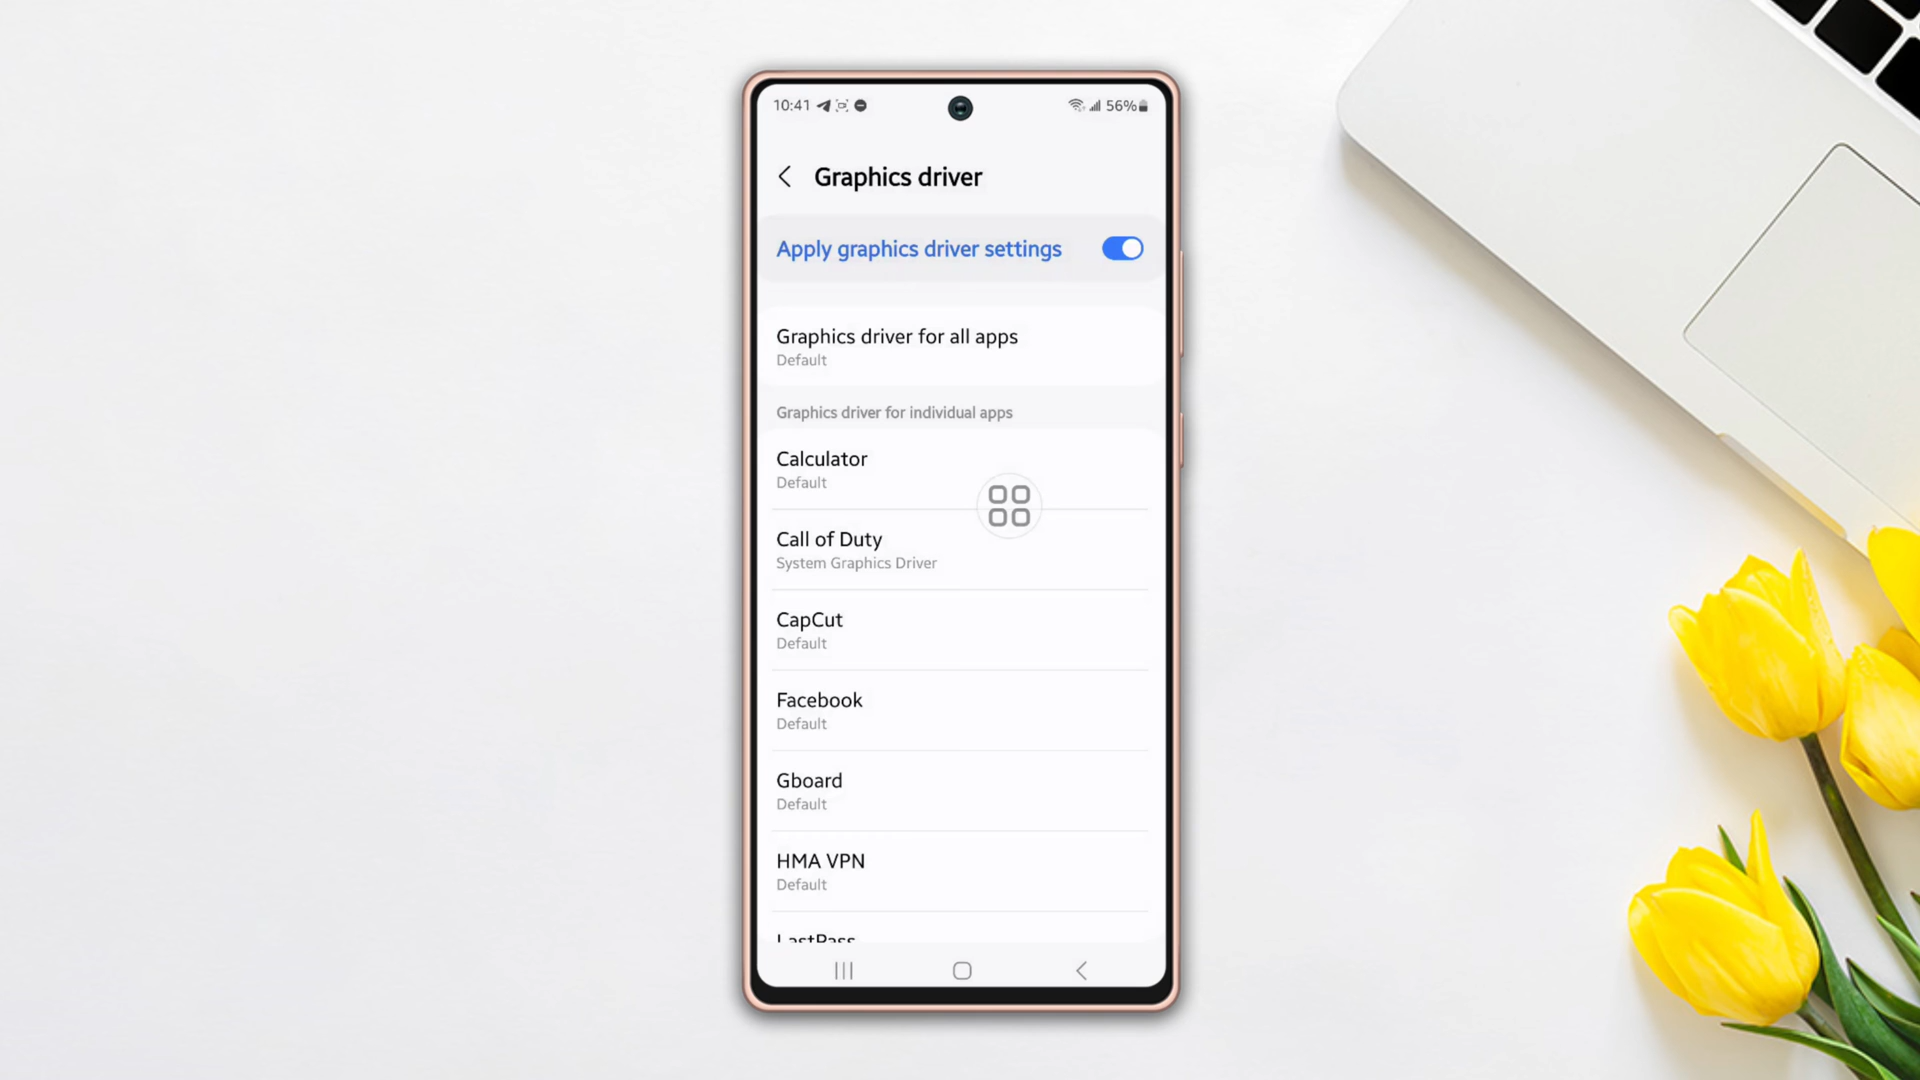 10:41
56%
Graphics driver
Apply graphics driver settings
Graphics driver for all apps
Default
Graphics driver for individual apps
Calculator
Default
Call of Duty
System Graphics Driver
CapCut
Default
Facebook
Default
Gboard
Default
HMA VPN
Default
LastPass